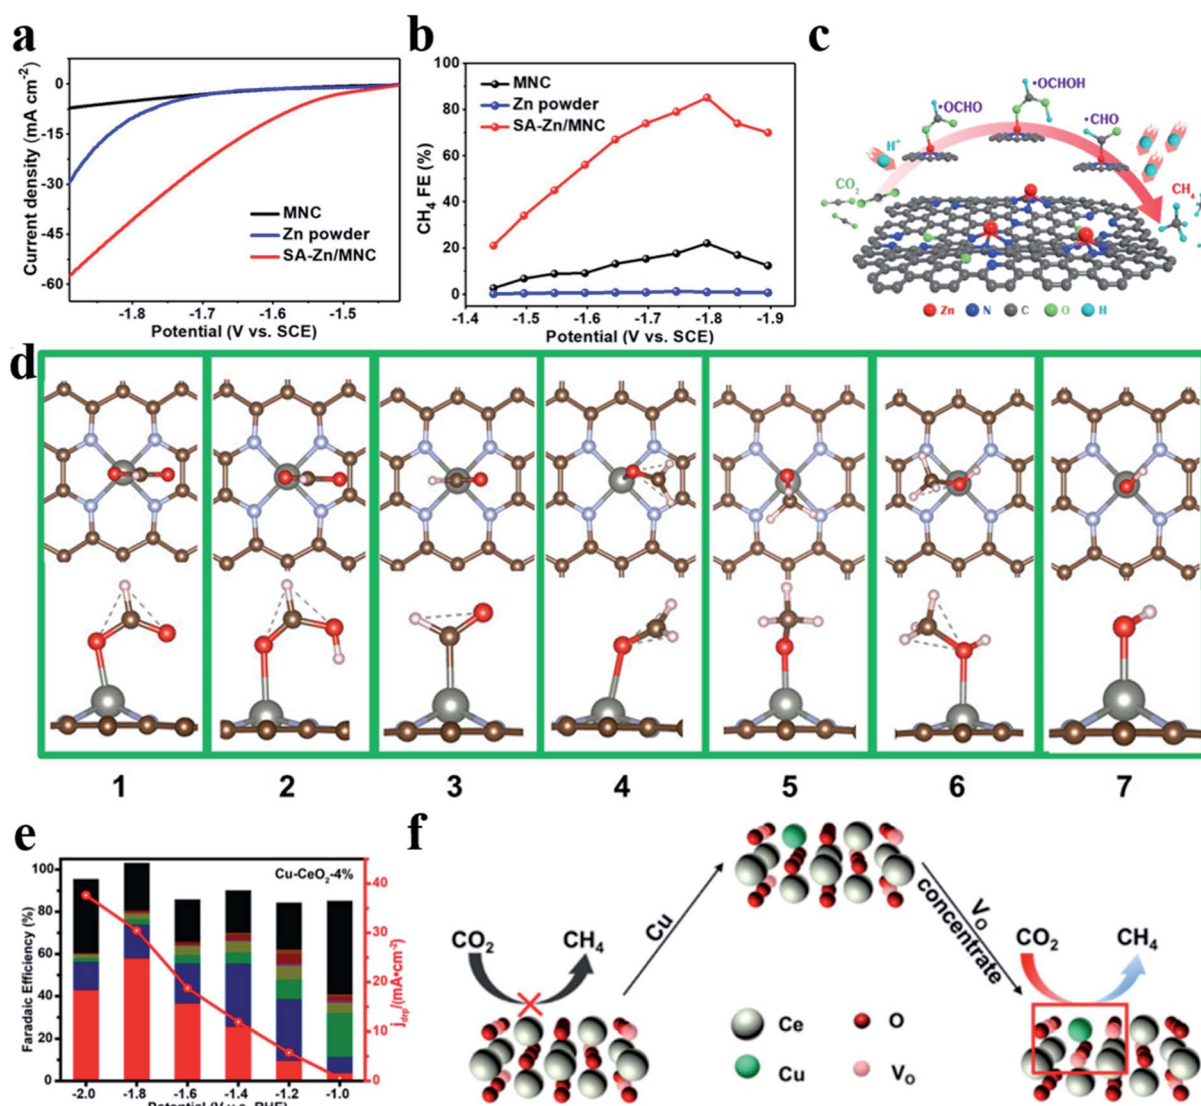 a
Current density (mA cm⁻²)
0
-15
-30
-45
-60
MNC
Zn powder
SA-Zn/MNC
-1.8 -1.7 -1.6 -1.5
Potential (V vs. SCE)
b
CH₄ FE (%)
100
80
60
40
20
0
MNC
Zn powder
SA-Zn/MNC
-1.4 -1.5 -1.6 -1.7 -1.8 -1.9
Potential (V vs. SCE)
c
•OCHO
•OCHOH
•CHO
H⁺
CO₂
CH₄
Zn N C O H
d
1 2 3 4 5 6 7
e
Faradaic Efficiency (%)
100
80
60
40
20
0
Cu-CeO₂-4%
40
30
20
10
0
j_drp/(mA•cm⁻²)
-2.0 -1.8 -1.6 -1.4 -1.2 -1.0
Potential (V v.s. RHE)
f
CO₂ CH₄
Cu
V_O
concentrate
CO₂ CH₄
Ce O
Cu V_O